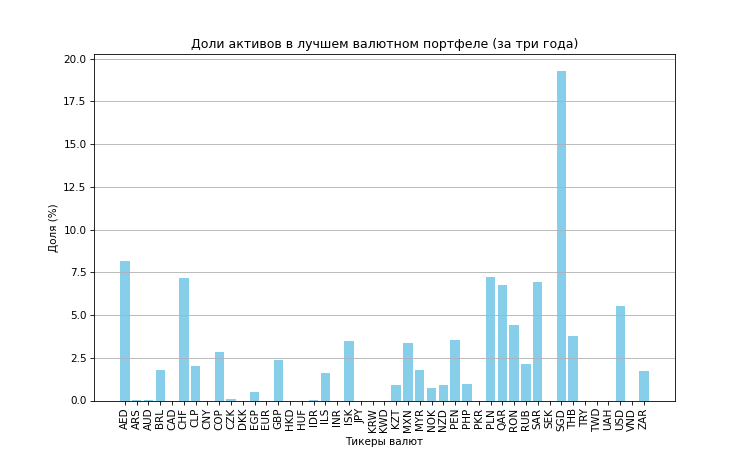 Доли активов в лучшем валютном портфеле (за три года)
20.0
17.5
15.0
12.5
10.0
7.5
5.0
2.5
0.0
Доля (%)
AED ARS AUD BRL CAD CHF CLP CNY COP CZK DKK EGP EUR GBP HKD HUF IDR ILS INR ISK JPY KRW KWD KZT MXN MYR NOK NZD PEN PHP PKR PLN QAR RON RUB SAR SEK SGD THB TRY TWD UAH USD VND ZAR
Тикеры валют